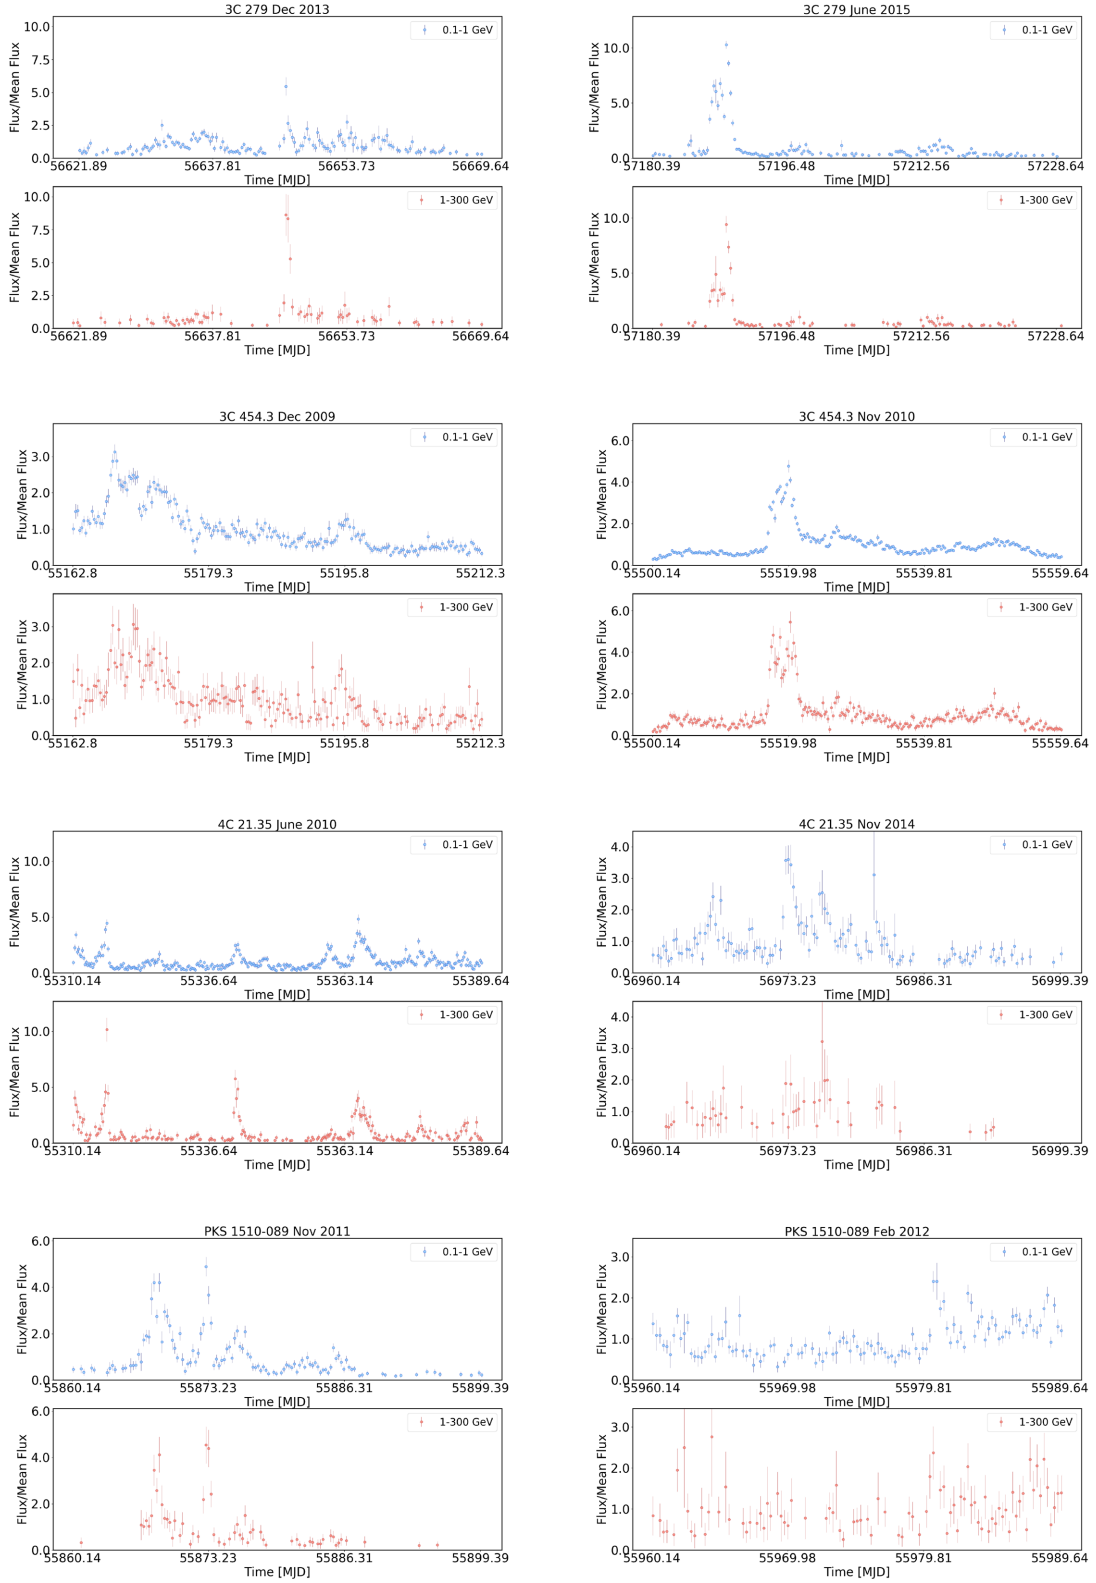 3C 279 Dec 2013
10.0
7.5
5.0
2.5
0.0
Flux/Mean Flux
0.1-1 GeV
56621.89 56637.81 56653.73 56669.64
Time [MJD]
10.0
7.5
5.0
2.5
0.0
Flux/Mean Flux
1-300 GeV
56621.89 56637.81 56653.73 56669.64
Time [MJD]
3C 279 June 2015
10.0
5.0
0.0
Flux/Mean Flux
0.1-1 GeV
57180.39 57196.48 57212.56 57228.64
Time [MJD]
10.0
5.0
0.0
Flux/Mean Flux
1-300 GeV
57180.39 57196.48 57212.56 57228.64
Time [MJD]
3C 454.3 Dec 2009
3.0
2.0
1.0
0.0
Flux/Mean Flux
0.1-1 GeV
55162.8 55179.3 55195.8 55212.3
Time [MJD]
3.0
2.0
1.0
0.0
Flux/Mean Flux
1-300 GeV
55162.8 55179.3 55195.8 55212.3
Time [MJD]
3C 454.3 Nov 2010
6.0
4.0
2.0
0.0
Flux/Mean Flux
0.1-1 GeV
55500.14 55519.98 55539.81 55559.64
Time [MJD]
6.0
4.0
2.0
0.0
Flux/Mean Flux
1-300 GeV
55500.14 55519.98 55539.81 55559.64
Time [MJD]
4C 21.35 June 2010
10.0
5.0
0.0
Flux/Mean Flux
0.1-1 GeV
55310.14 55336.64 55363.14 55389.64
Time [MJD]
10.0
5.0
0.0
Flux/Mean Flux
1-300 GeV
55310.14 55336.64 55363.14 55389.64
Time [MJD]
4C 21.35 Nov 2014
4.0
3.0
2.0
1.0
0.0
Flux/Mean Flux
0.1-1 GeV
56960.14 56973.23 56986.31 56999.39
Time [MJD]
4.0
3.0
2.0
1.0
0.0
Flux/Mean Flux
1-300 GeV
56960.14 56973.23 56986.31 56999.39
Time [MJD]
PKS 1510-089 Nov 2011
6.0
4.0
2.0
0.0
Flux/Mean Flux
0.1-1 GeV
55860.14 55873.23 55886.31 55899.39
Time [MJD]
6.0
4.0
2.0
0.0
Flux/Mean Flux
1-300 GeV
55860.14 55873.23 55886.31 55899.39
Time [MJD]
PKS 1510-089 Feb 2012
3.0
2.0
1.0
0.0
Flux/Mean Flux
0.1-1 GeV
55960.14 55969.98 55979.81 55989.64
Time [MJD]
3.0
2.0
1.0
0.0
Flux/Mean Flux
1-300 GeV
55960.14 55969.98 55979.81 55989.64
Time [MJD]